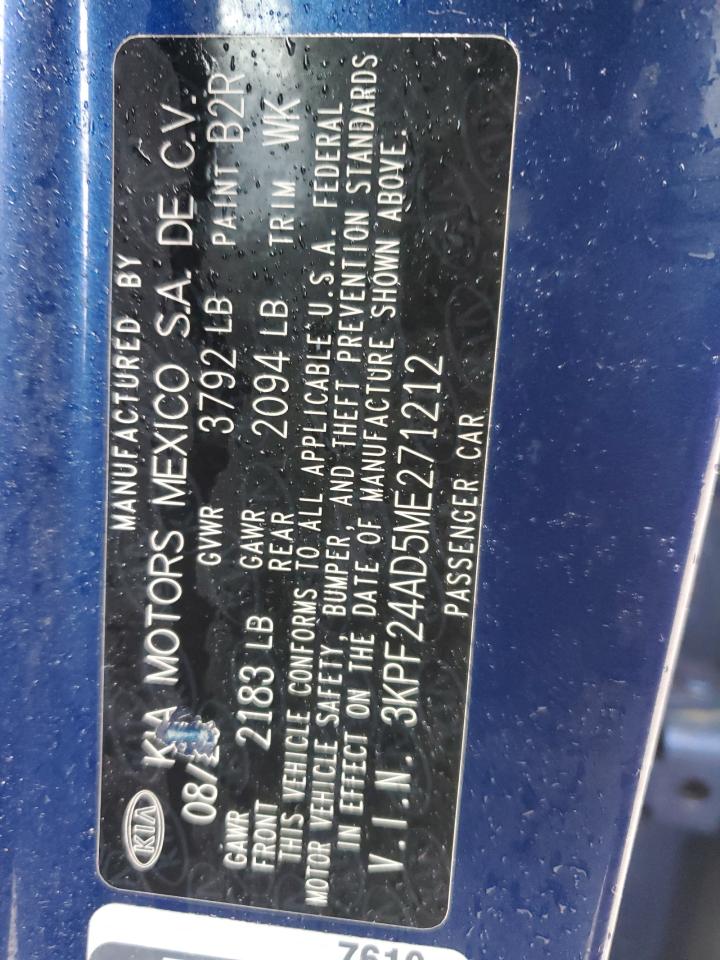 MANUFACTURED BY
KIA KIA MOTORS MEXICO S.A. DE C.V.
08/ GVWR 3792 LB PAINT B2R
GAWR FRONT 2183 LB GAWR REAR 2094 LB TRIM WK
THIS VEHICLE CONFORMS TO ALL APPLICABLE U.S.A. FEDERAL
MOTOR VEHICLE SAFETY, BUMPER, AND THEFT PREVENTION STANDARDS
IN EFFECT ON THE DATE OF MANUFACTURE SHOWN ABOVE.
V.I.N. 3KPF24AD5ME271212
PASSENGER CAR